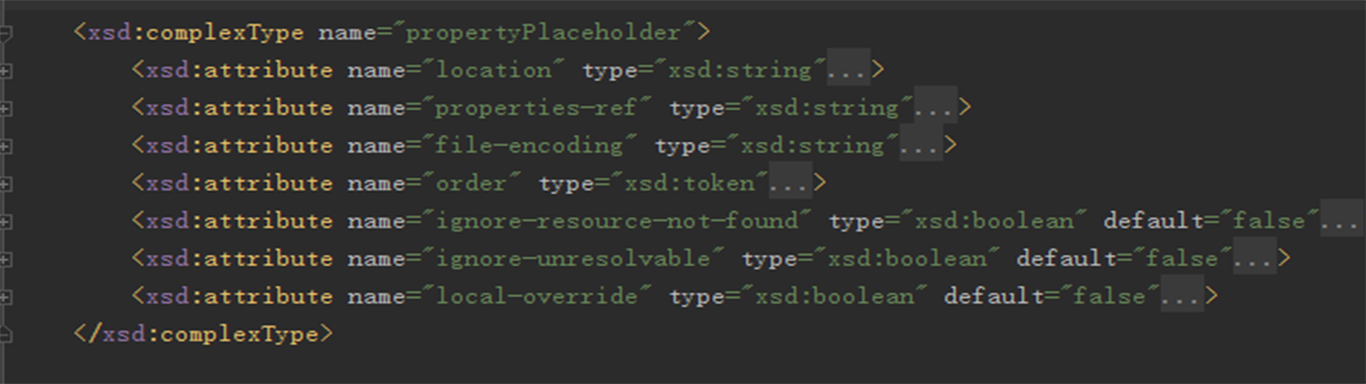 <xsd:complexType name="propertyPlaceholder">
<xsd:attribute name="location" type="xsd:string"...>
<xsd:attribute name="properties-ref" type="xsd:string"...>
<xsd:attribute name="file-encoding" type="xsd:string"...>
<xsd:attribute name="order" type="xsd:token"...>
<xsd:attribute name="ignore-resource-not-found" type="xsd:boolean" default="false"...
<xsd:attribute name="ignore-unresolvable" type="xsd:boolean" default="false"...>
<xsd:attribute name="local-override" type="xsd:boolean" default="false"...>
</xsd:complexType>